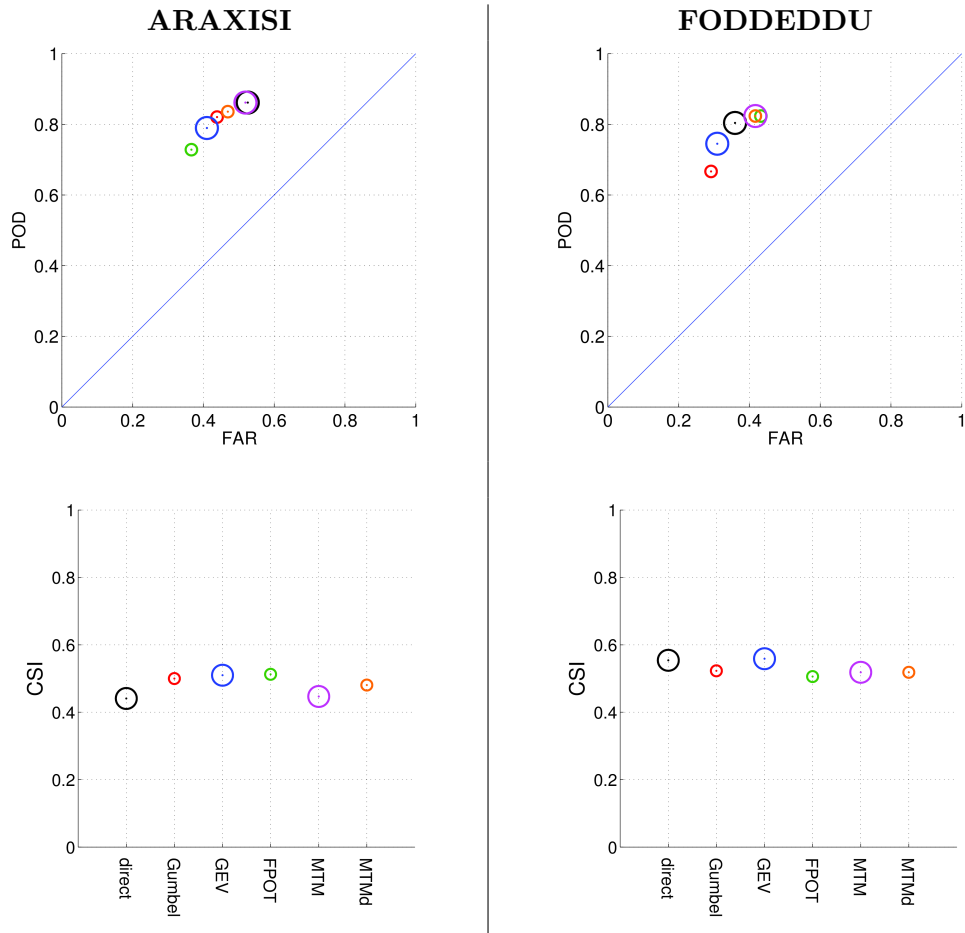 ARAXISI
1
0.8
0.6
0.4
0.2
0
POD
0 0.2 0.4 0.6 0.8 1
FAR
1
0.8
0.6
0.4
0.2
0
CSI
direct
Gumbel
GEV
FPOT
MTM
MTMd
FODDEDDU
1
0.8
0.6
0.4
0.2
0
POD
0 0.2 0.4 0.6 0.8 1
FAR
1
0.8
0.6
0.4
0.2
0
CSI
direct
Gumbel
GEV
FPOT
MTM
MTMd